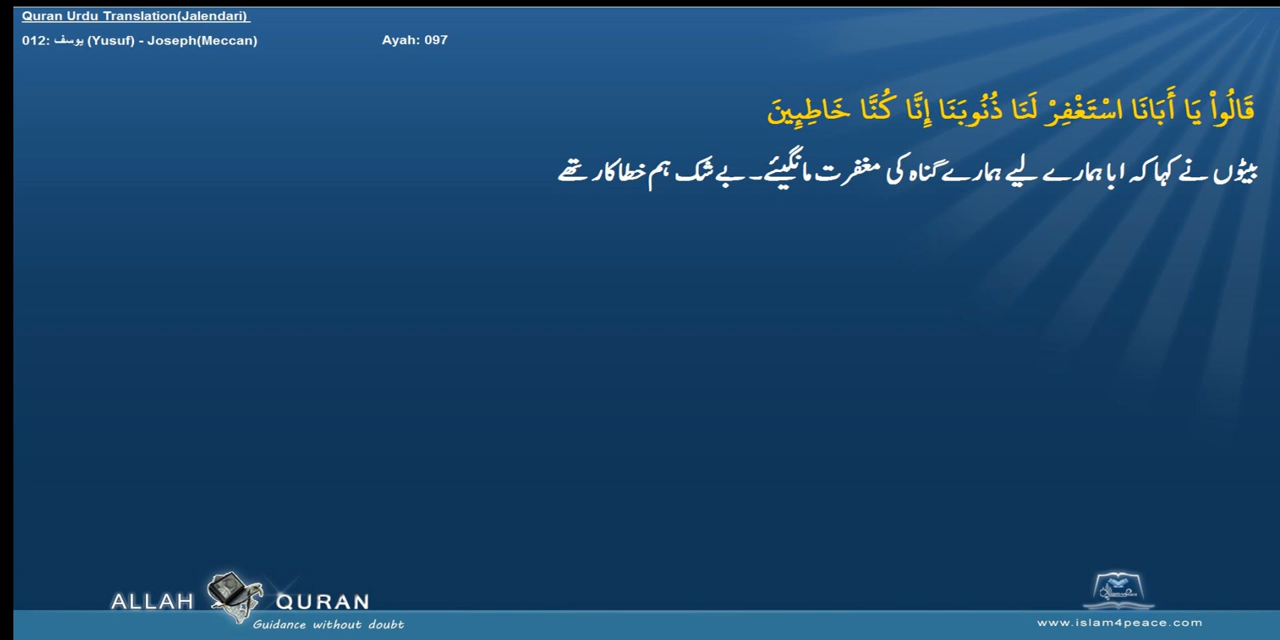 Quran Urdu Translation(Jalendari)
012: يوسف (Yusuf) - Joseph(Meccan) Ayah: 097
قَالُواْ يَا أَبَانَا اسْتَغْفِرْ لَنَا ذُنُوبَنَا إِنَّا كُنَّا خَاطِئِينَ
بیٹوں نے کہا کہ ابا ہمارے لیے ہمارے گناہ کی مغفرت مانگیئے۔ بے شک ہم خطاکار تھے
ALLAH QURAN
Guidance without doubt
www.islam4peace.com